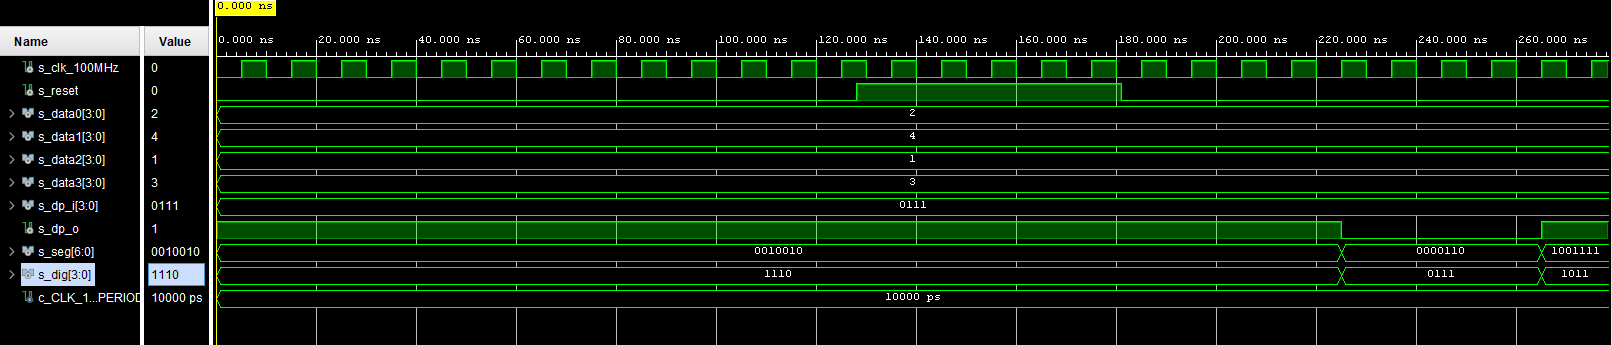 0.000 ns
Name Value 0.000 ns 20.000 ns 40.000 ns 60.000 ns 80.000 ns 100.000 ns 120.000 ns 140.000 ns 160.000 ns 180.000 ns 200.000 ns 220.000 ns 240.000 ns 260.000 ns
s_clk_100MHz 0
s_reset 0
s_data0[3:0] 2 2
s_data1[3:0] 4 4
s_data2[3:0] 1 1
s_data3[3:0] 3 3
s_dp_i[3:0] 0111 0111
s_dp_o 1
s_seg[6:0] 0010010 0010010 0000110 1001111
s_dig[3:0] 1110 1110 0111 1011
c_CLK_1...PERIOD 10000 ps 10000 ps